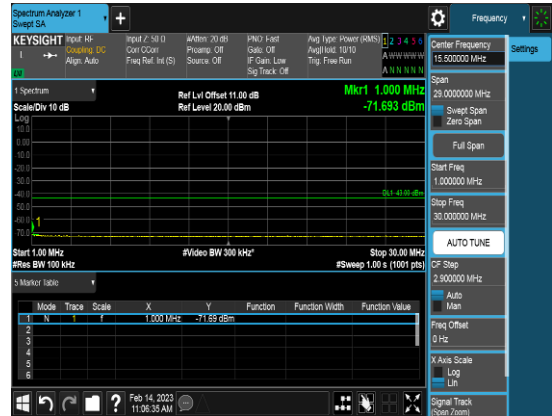 Spectrum Analyzer 1
Swept SA
Frequency
KEYSIGHT
Input: RF
Coupling: DC
Align: Auto
Input Z: 50 Ω
Corr CCorr
Freq Ref: Int (S)
#Atten: 20 dB
Preamp: Off
Source: Off
PNO: Fast
Gate: Off
IF Gain: Low
Sig Track: Off
Avg Type: Power (RMS)
Avg|Hold: 10/10
Trig: Free Run
1 2 3 4 5 6
A W W W W W
A N N N N N
LXI
1 Spectrum
Scale/Div 10 dB
Ref Lvl Offset 11.00 dB
Ref Level 20.00 dBm
Mkr1 1.000 MHz
-71.693 dBm
Log
10.0
0.00
-10.0
-20.0
-30.0
-40.0
-50.0
-60.0
-70.0
DL1 -43.00 dBm
1
Start 1.00 MHz
#Res BW 100 kHz
#Video BW 300 kHz*
Stop 30.00 MHz
#Sweep 1.00 s (1001 pts)
5 Marker Table
Mode Trace Scale X Y Function Function Width Function Value
1 N 1 f 1.000 MHz -71.69 dBm
2
3
4
5
6
Feb 14, 2023
11:06:35 AM
Center Frequency
15.500000 MHz
Settings
Span
29.0000000 MHz
Swept Span
Zero Span
Full Span
Start Freq
1.000000 MHz
Stop Freq
30.000000 MHz
AUTO TUNE
CF Step
2.900000 MHz
Auto
Man
Freq Offset
0 Hz
X Axis Scale
Log
Lin
Signal Track
(Span Zoom)